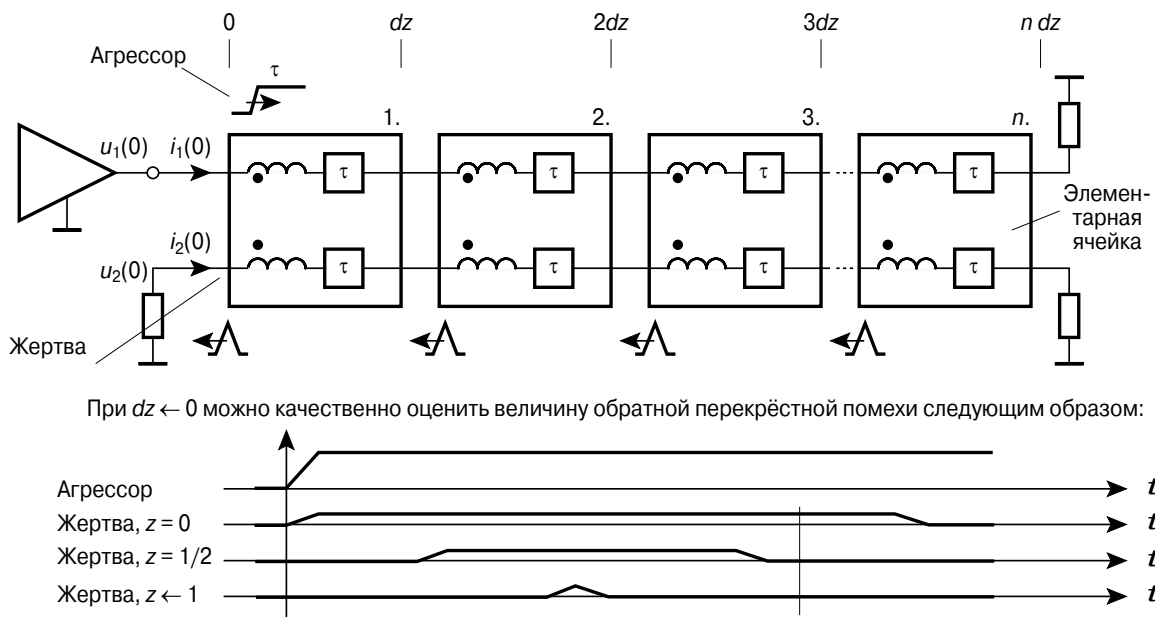 0 dz 2dz 3dz n dz
Агрессор
τ
1. 2. 3. n.
u₁(0) i₁(0)
τ τ τ τ
Элемен-
тарная
ячейка
i₂(0)
u₂(0)
τ τ τ τ
Жертва
При dz ← 0 можно качественно оценить величину обратной перекрёстной помехи следующим образом:
Агрессор t
Жертва, z = 0 t
Жертва, z = 1/2 t
Жертва, z ← 1 t